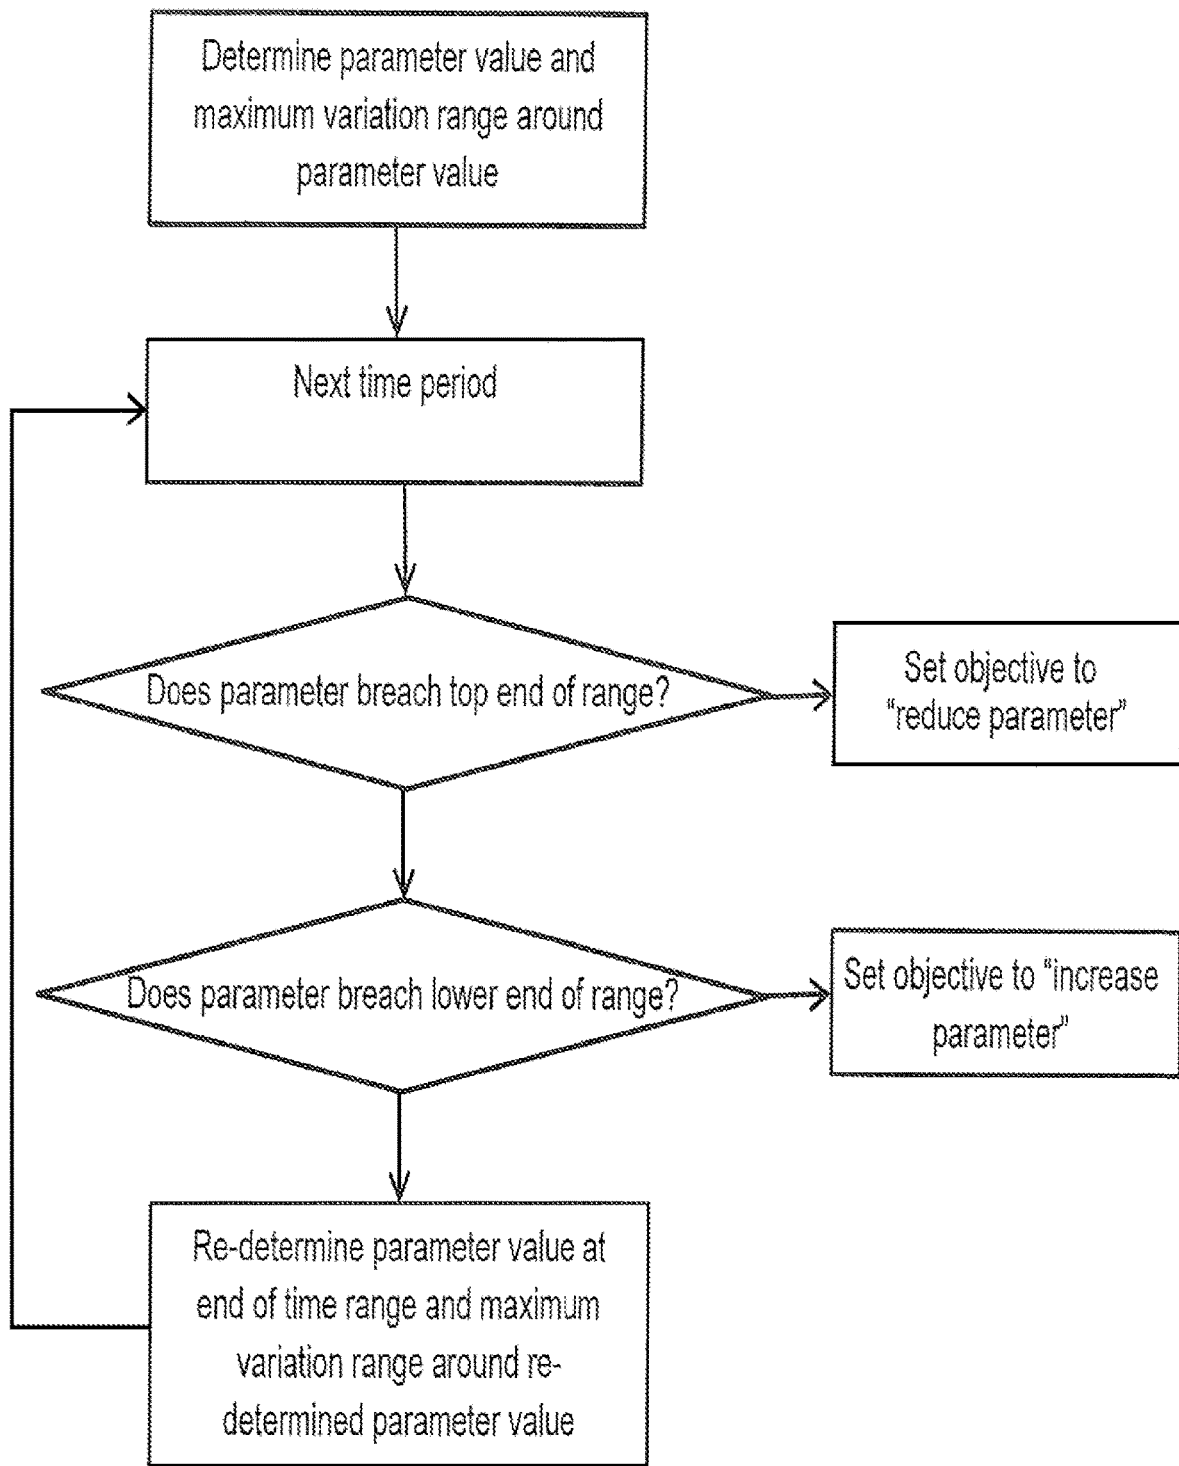 Determine parameter value and
maximum variation range around
parameter value
Next time period
Does parameter breach top end of range?
Set objective to
“reduce parameter”
Does parameter breach lower end of range?
Set objective to “increase
parameter”
Re-determine parameter value at
end of time range and maximum
variation range around re-
determined parameter value